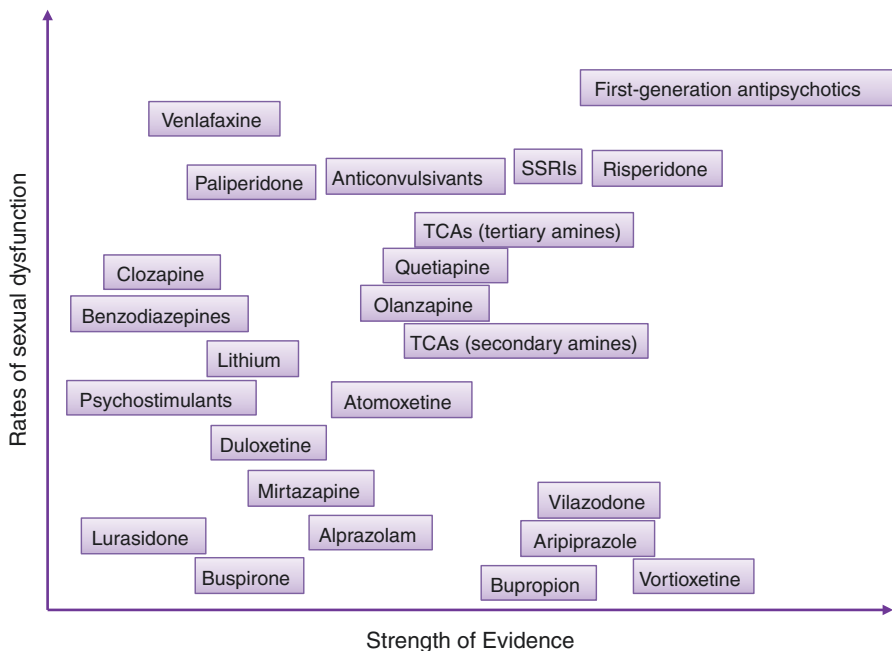 Rates of sexual dysfunction
First-generation antipsychotics
Venlafaxine
SSRIs
Risperidone
Anticonvulsivants
Paliperidone
TCAs (tertiary amines)
Quetiapine
Clozapine
Olanzapine
Benzodiazepines
TCAs (secondary amines)
Lithium
Psychostimulants
Atomoxetine
Duloxetine
Mirtazapine
Vilazodone
Alprazolam
Lurasidone
Aripiprazole
Buspirone
Bupropion
Vortioxetine
Strength of Evidence